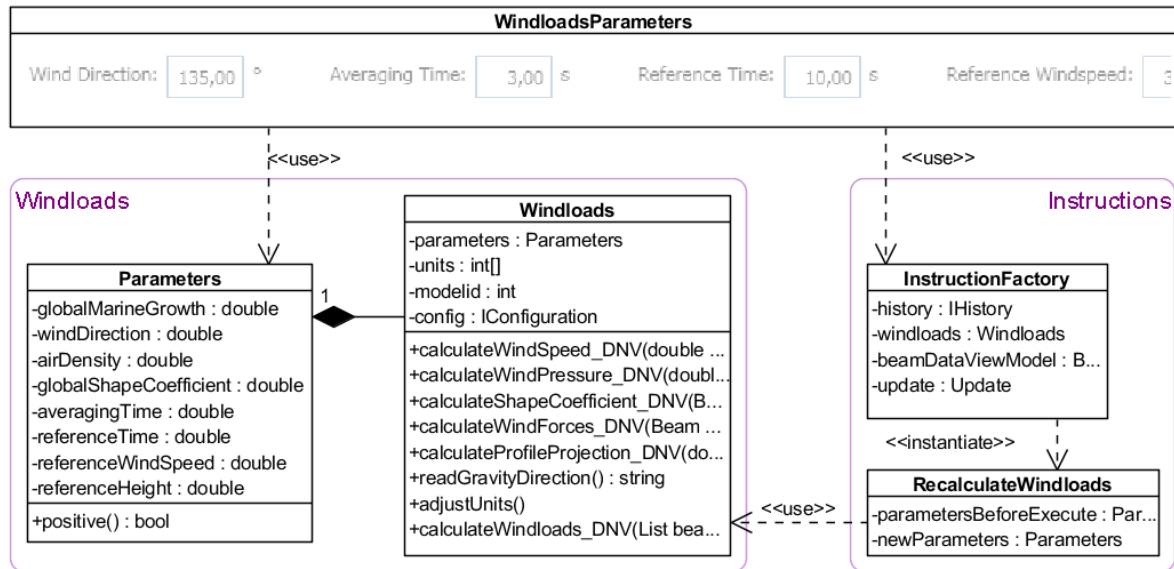 WindloadsParameters
Wind Direction: 135,00 ° Averaging Time: 3,00 s Reference Time: 10,00 s Reference Windspeed: 3
<<use>>
<<use>>
Windloads
Instructions
Windloads
-parameters : Parameters
-units : int[]
-modelid : int
-config : IConfiguration
+calculateWindSpeed_DNV(double ...
+calculateWindPressure_DNV(doubl...
+calculateShapeCoefficient_DNV(B...
+calculateWindForces_DNV(Beam ...
+calculateProfileProjection_DNV(do...
+readGravityDirection() : string
+adjustUnits()
+calculateWindloads_DNV(List bea...
Parameters
-globalMarineGrowth : double
-windDirection : double
-airDensity : double
-globalShapeCoefficient : double
-averagingTime : double
-referenceTime : double
-referenceWindSpeed : double
-referenceHeight : double
+positive() : bool
1
InstructionFactory
-history : IHistory
-windloads : Windloads
-beamDataViewModel : B...
-update : Update
<<instantiate>>
RecalculateWindloads
-parametersBeforeExecute : Par...
-newParameters : Parameters
<<use>>